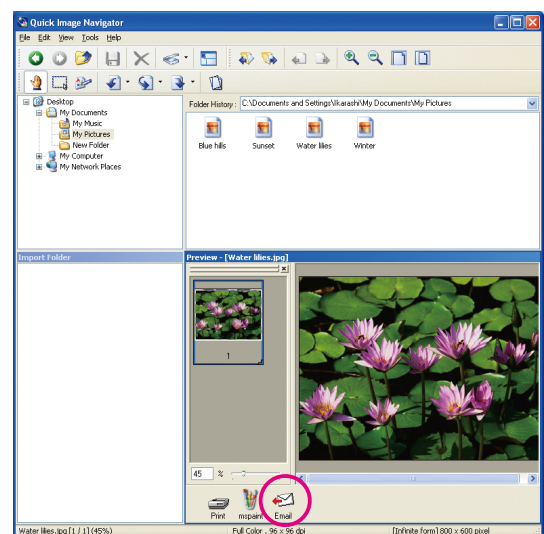 Quick Image Navigator
File Edit View Tools Help
Desktop
My Documents
My Music
My Pictures
New Folder
My Computer
My Network Places
Folder History : C:\Documents and Settings\Ikarashi\My Documents\My Pictures
Blue hills Sunset Water lilies Winter
Import Folder
Preview - [Water lilies.jpg]
1
45 %
Print mspaint Email
Water lilies.jpg [1 / 1] (45%) Full Color , 96 x 96 dpi [Infinite form] 800 x 600 pixel